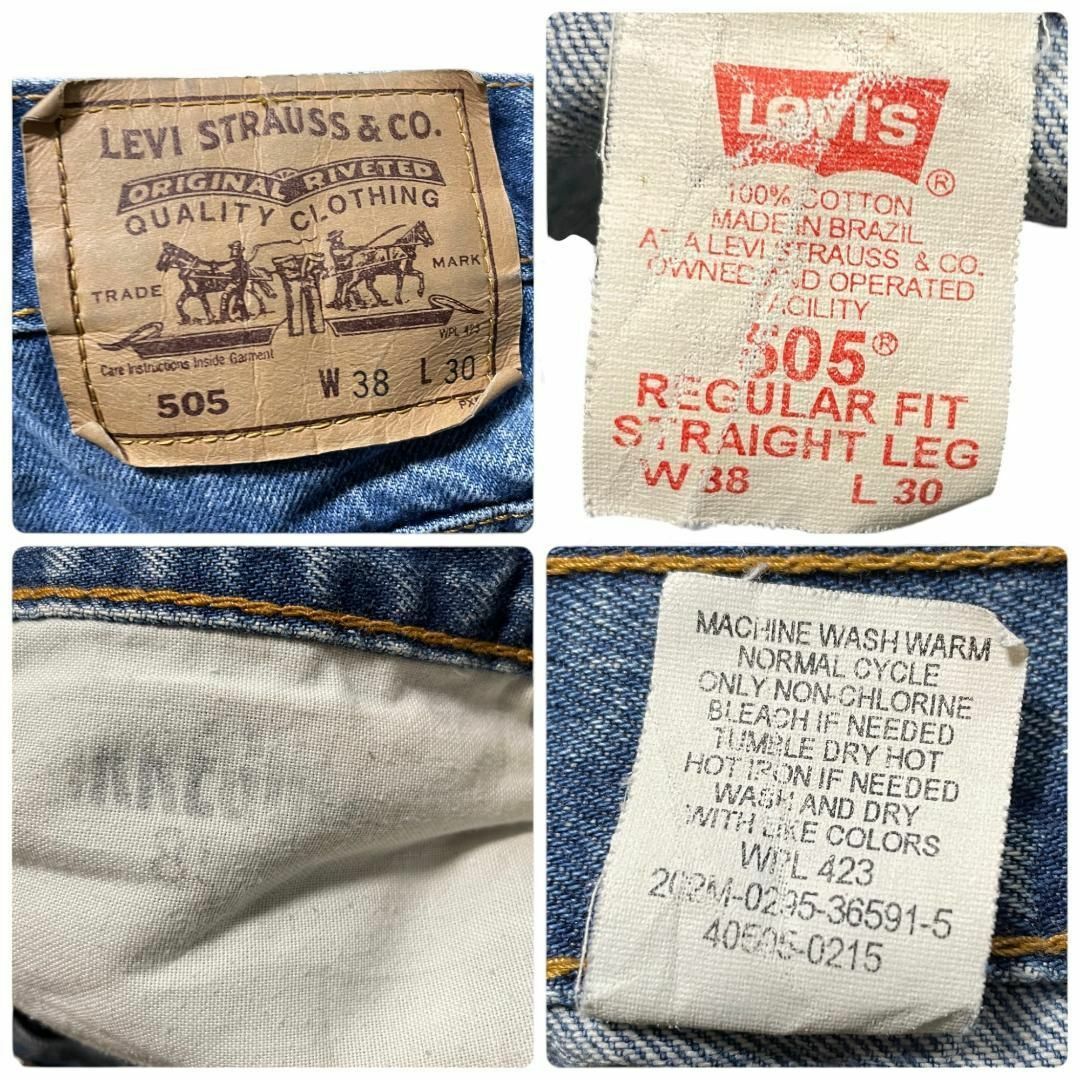 LEVI STRAUSS & CO.
ORIGINAL RIVETED
QUALITY CLOTHING
TRADE MARK
WPL 423
Care Instructions Inside Garment
505 W 38 L 30
LEVI'S
®
100% COTTON
MADE IN BRAZIL
AT A LEVI STRAUSS & CO.
OWNED AND OPERATED
FACILITY
505®
REGULAR FIT
STRAIGHT LEG
W 38 L 30
MACHINE WASH WARM
NORMAL CYCLE
ONLY NON-CHLORINE
BLEACH IF NEEDED
TUMBLE DRY HOT
HOT IRON IF NEEDED
WASH AND DRY
WITH LIKE COLORS
WPL 423
40505-0215